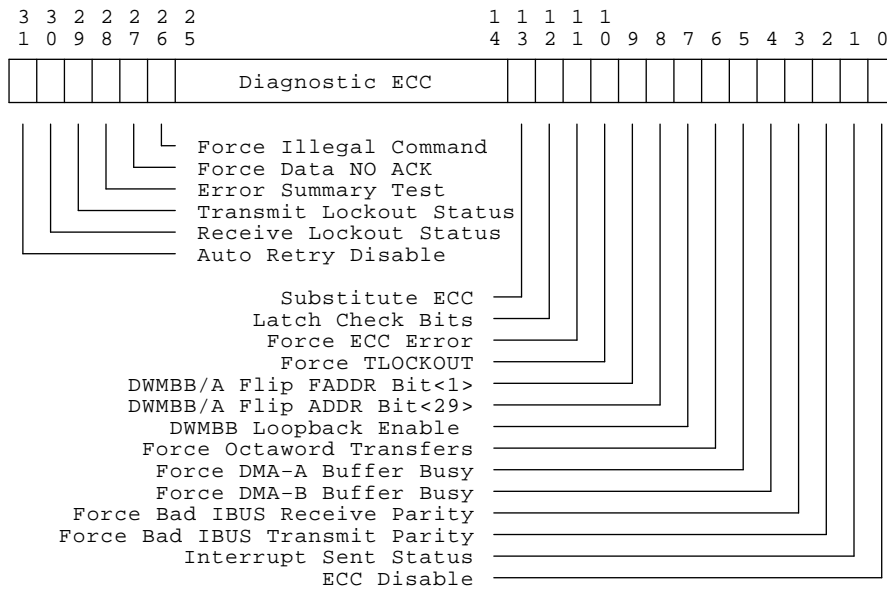 3 3 2 2 2 2 2 1 1 1 1 1
1 0 9 8 7 6 5 4 3 2 1 0 9 8 7 6 5 4 3 2 1 0
Diagnostic ECC
Force Illegal Command
Force Data NO ACK
Error Summary Test
Transmit Lockout Status
Receive Lockout Status
Auto Retry Disable
Substitute ECC
Latch Check Bits
Force ECC Error
Force TLOCKOUT
DWMBB/A Flip FADDR Bit<1>
DWMBB/A Flip ADDR Bit<29>
DWMBB Loopback Enable
Force Octaword Transfers
Force DMA-A Buffer Busy
Force DMA-B Buffer Busy
Force Bad IBUS Receive Parity
Force Bad IBUS Transmit Parity
Interrupt Sent Status
ECC Disable